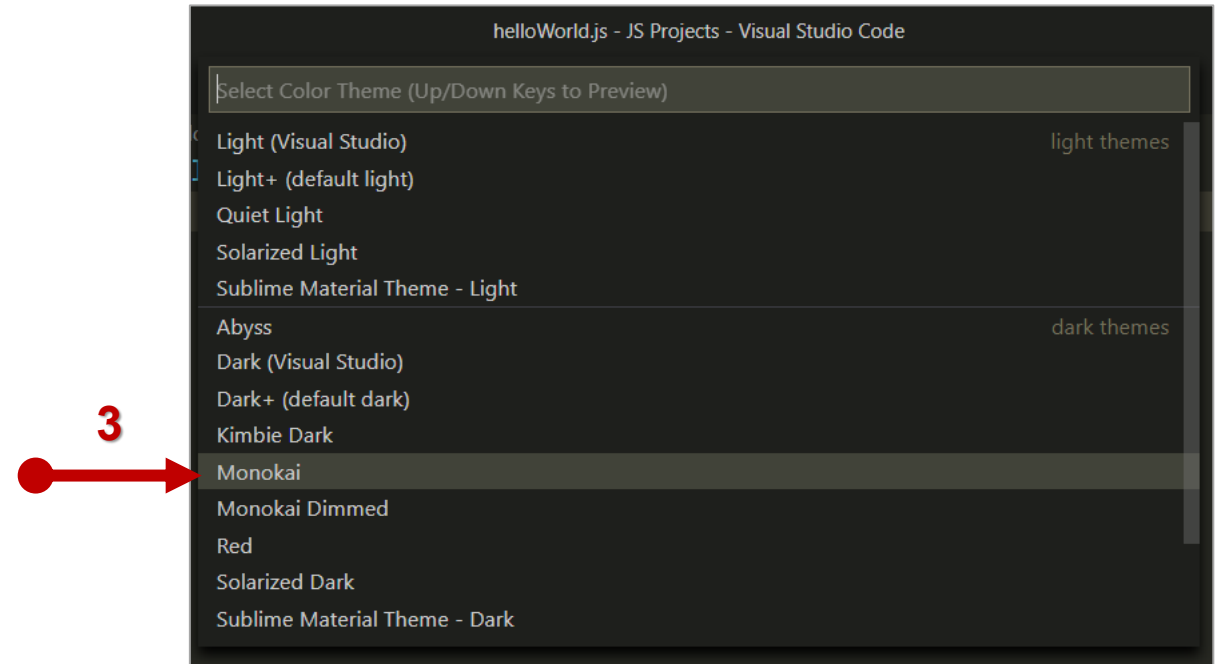 helloWorld.js - JS Projects - Visual Studio Code
Select Color Theme (Up/Down Keys to Preview)
Light (Visual Studio) light themes
Light+ (default light)
Quiet Light
Solarized Light
Sublime Material Theme - Light
Abyss dark themes
Dark (Visual Studio)
Dark+ (default dark)
Kimbie Dark
3
Monokai
Monokai Dimmed
Red
Solarized Dark
Sublime Material Theme - Dark